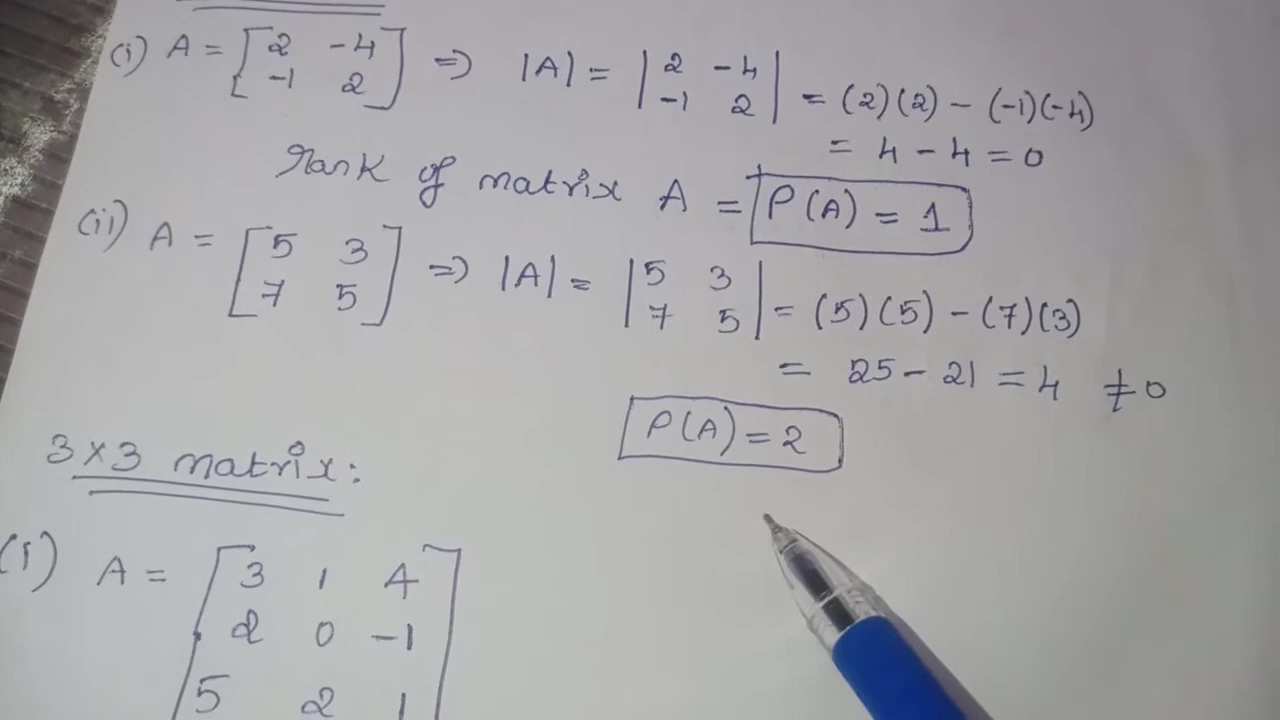 (i) A = [2 -4 -1 2] => |A| = |2 -4 -1 2| = (2)(2) - (-1)(-4)
= 4 - 4 = 0
Rank of matrix A = P(A) = 1
(ii) A = [5 3 7 5] => |A| = |5 3 7 5| = (5)(5) - (7)(3)
= 25 - 21 = 4 ≠ 0
P(A) = 2
3×3 matrix:
(i) A = [3 1 4
2 0 -1
5 2 1